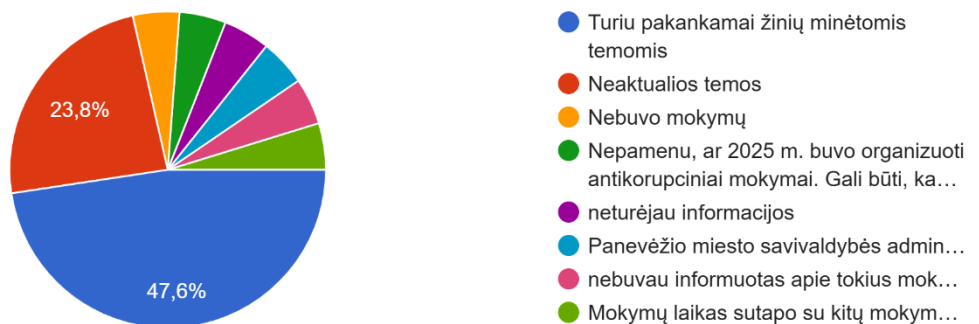 23,8%
47,6%
Turiu pakankamai žinių minėtomis
temomis
Neaktualios temos
Nebuvo mokymų
Nepamenu, ar 2025 m. buvo organizuoti
antikorupciniai mokymai. Gali būti, ka…
neturėjau informacijos
Panevėžio miesto savivaldybės admin…
nebuvau informuotas apie tokius mok…
Mokymų laikas sutapo su kitų mokym…